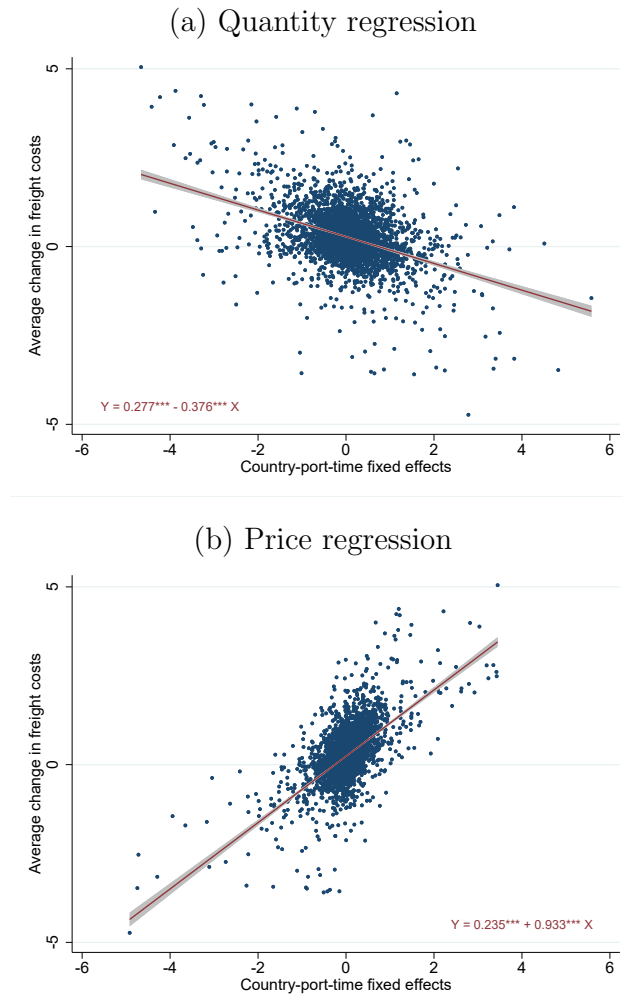 (a) Quantity regression
Average change in freight costs
5
0
-5
Y = 0.277*** - 0.376*** X
-6 -4 -2 0 2 4 6
Country-port-time fixed effects
(b) Price regression
Average change in freight costs
5
0
-5
Y = 0.235*** + 0.933*** X
-6 -4 -2 0 2 4 6
Country-port-time fixed effects